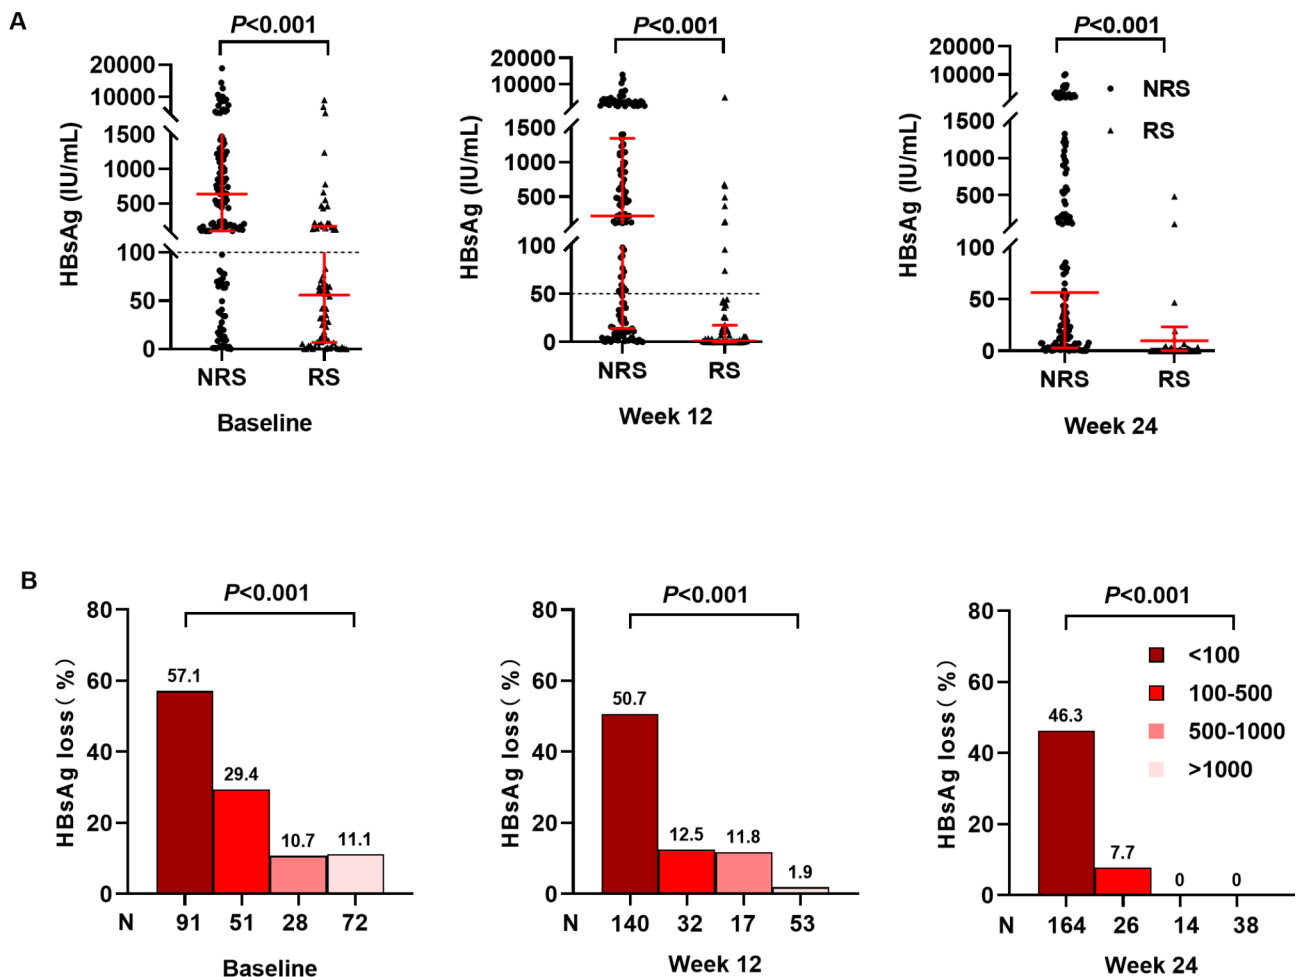 A
P<0.001
20000
10000
1500
1000
500
100
50
0
HBsAg (IU/mL)
NRS
RS
Baseline
P<0.001
20000
10000
1500
1000
500
100
50
0
HBsAg (IU/mL)
NRS
RS
Week 12
P<0.001
20000
10000
1500
1000
500
100
50
0
HBsAg (IU/mL)
NRS
RS
NRS
RS
Week 24
B
P<0.001
80
60
40
20
0
HBsAg loss( %)
57.1
29.4
10.7
11.1
N 91 51 28 72
Baseline
P<0.001
80
60
40
20
0
HBsAg loss( %)
50.7
12.5
11.8
1.9
N 140 32 17 53
Week 12
P<0.001
80
60
40
20
0
HBsAg loss( %)
46.3
7.7
0
0
<100
100-500
500-1000
>1000
N 164 26 14 38
Week 24